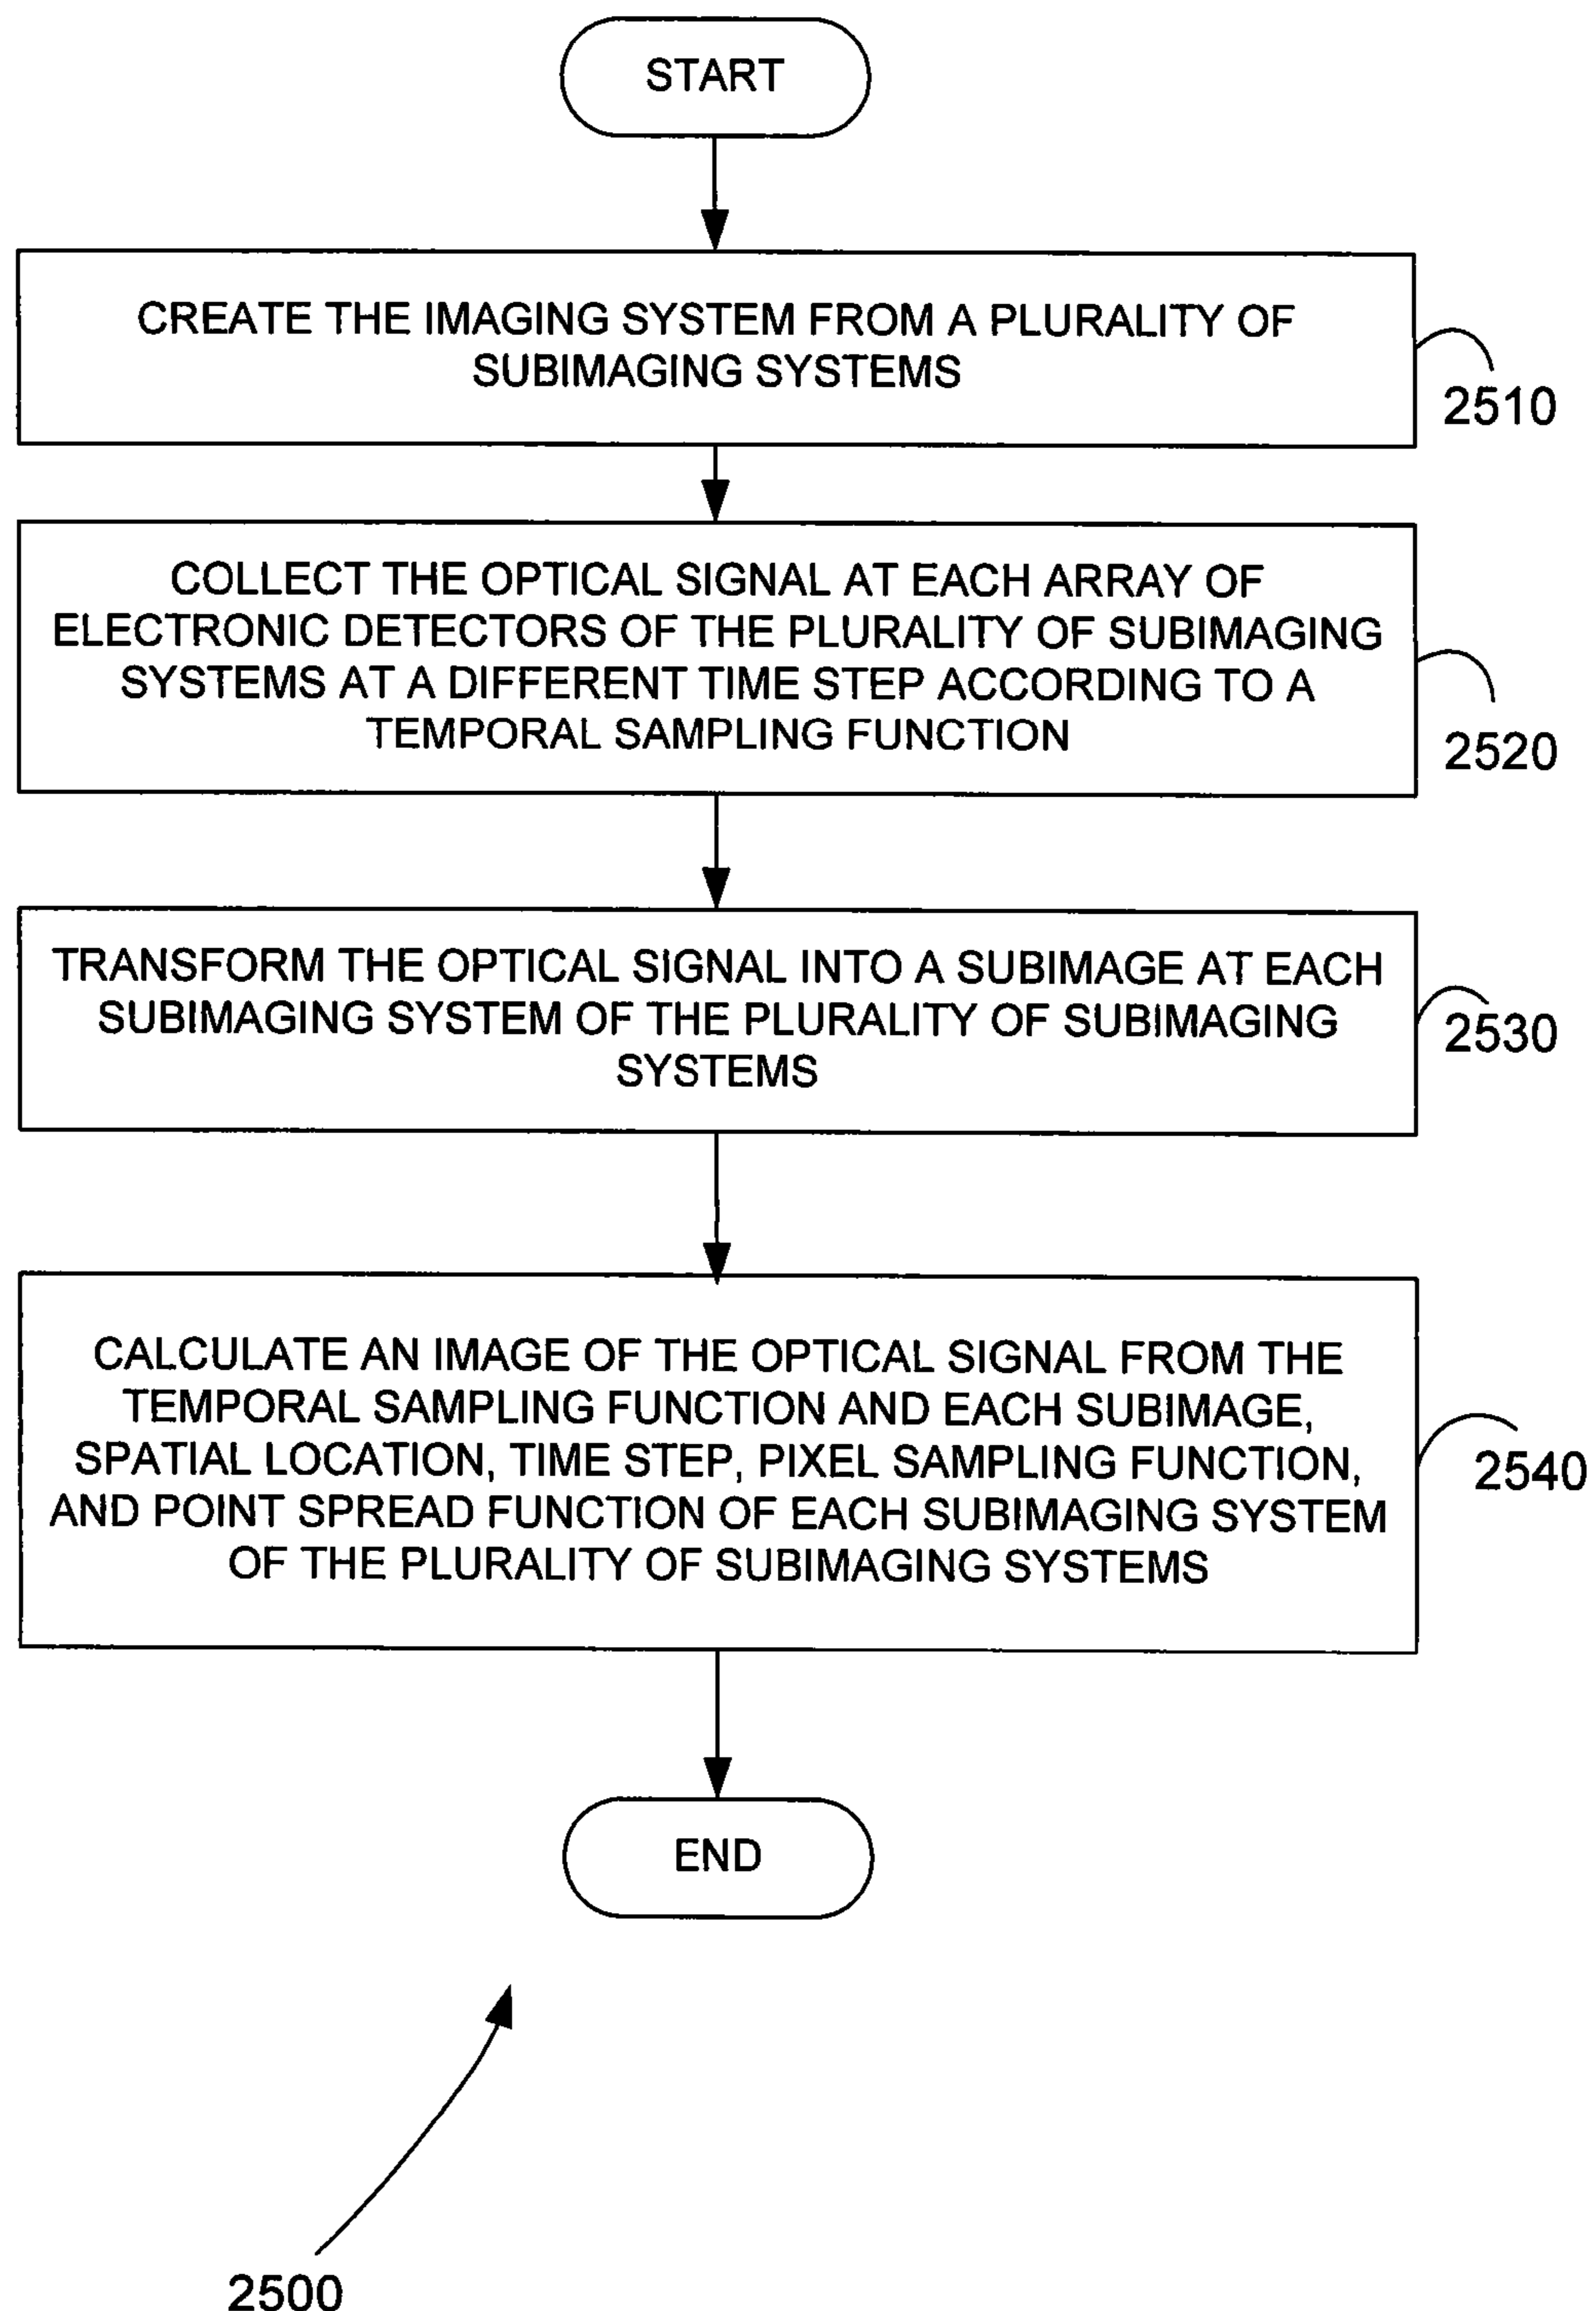 START
CREATE THE IMAGING SYSTEM FROM A PLURALITY OF
SUBIMAGING SYSTEMS
2510
COLLECT THE OPTICAL SIGNAL AT EACH ARRAY OF
ELECTRONIC DETECTORS OF THE PLURALITY OF SUBIMAGING
SYSTEMS AT A DIFFERENT TIME STEP ACCORDING TO A
TEMPORAL SAMPLING FUNCTION
2520
TRANSFORM THE OPTICAL SIGNAL INTO A SUBIMAGE AT EACH
SUBIMAGING SYSTEM OF THE PLURALITY OF SUBIMAGING
SYSTEMS
2530
CALCULATE AN IMAGE OF THE OPTICAL SIGNAL FROM THE
TEMPORAL SAMPLING FUNCTION AND EACH SUBIMAGE,
SPATIAL LOCATION, TIME STEP, PIXEL SAMPLING FUNCTION,
AND POINT SPREAD FUNCTION OF EACH SUBIMAGING SYSTEM
OF THE PLURALITY OF SUBIMAGING SYSTEMS
2540
END
2500